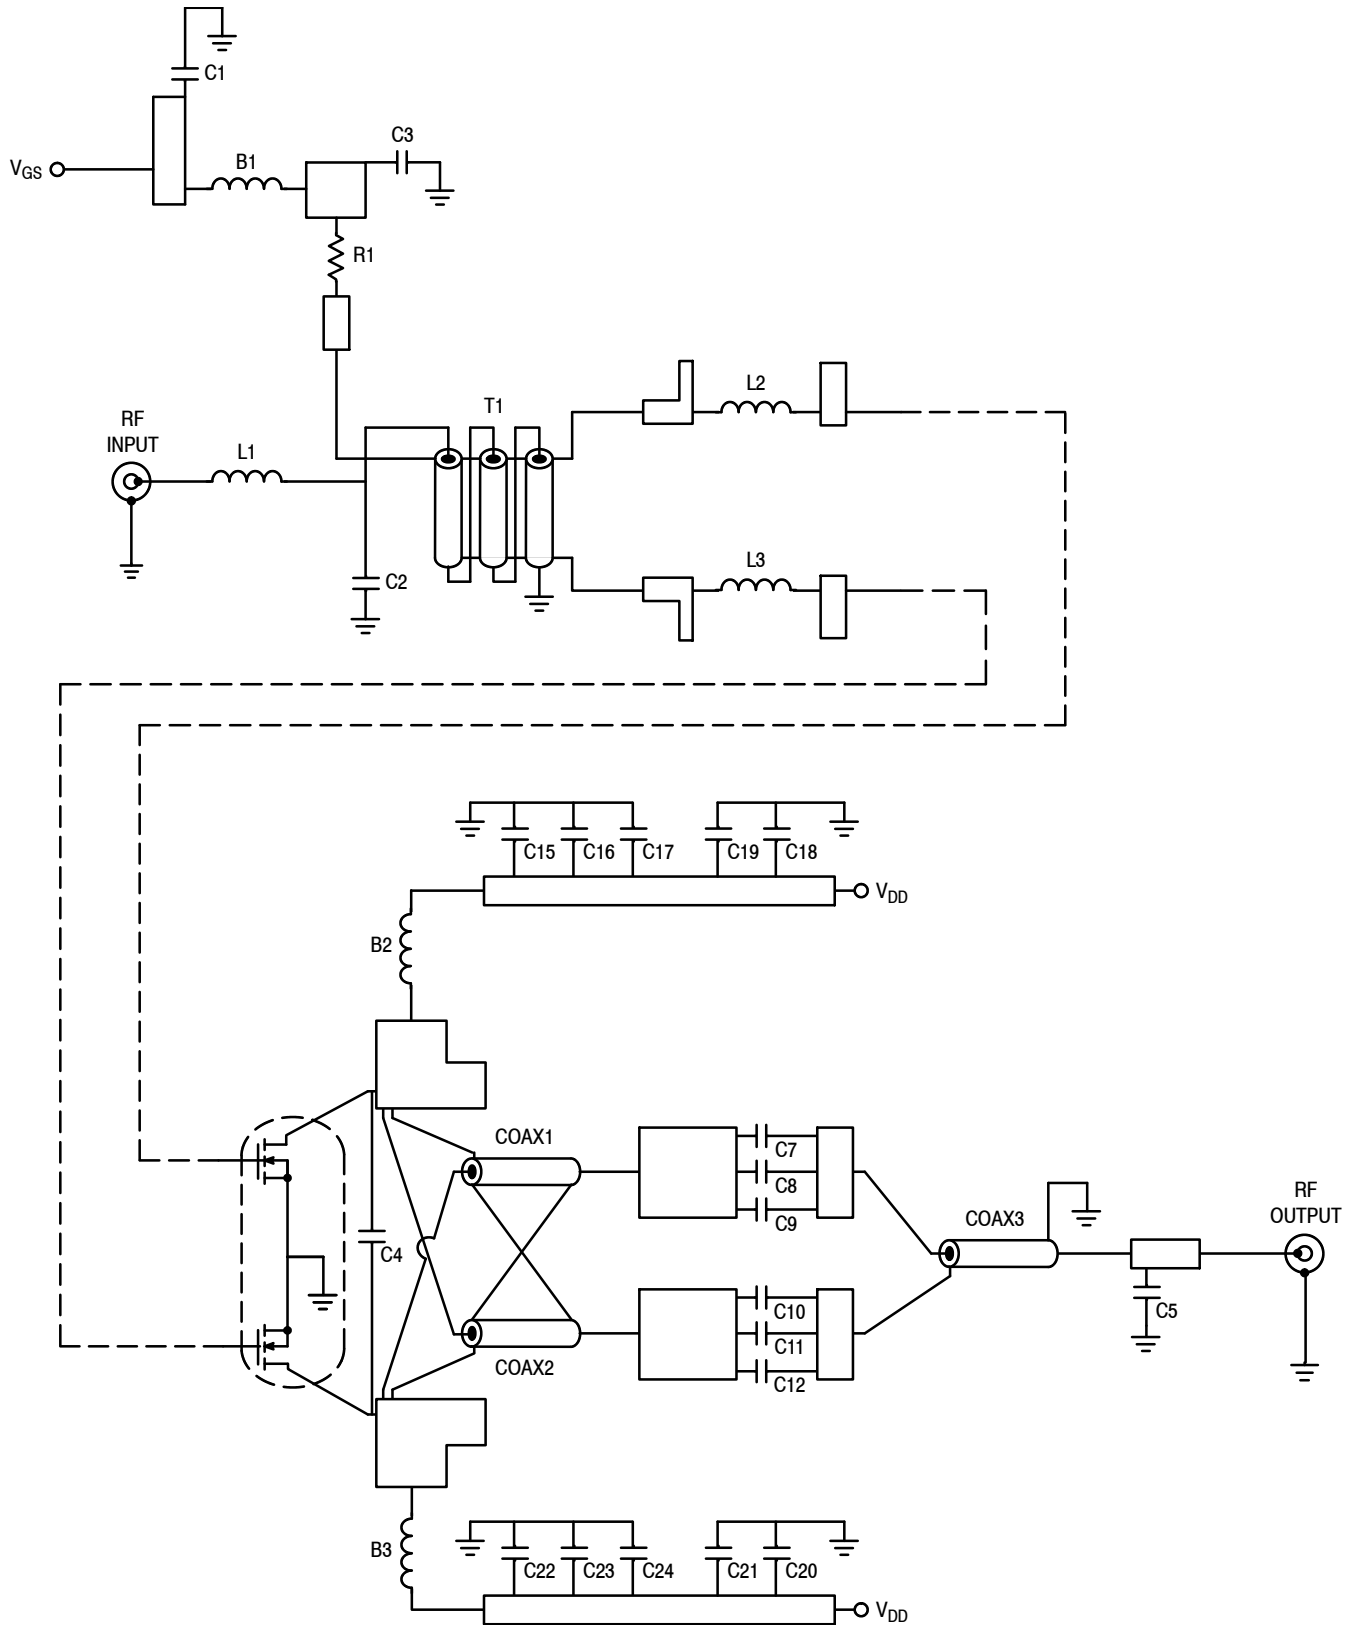 C1
C3
V_GS
B1
R1
L2
T1
RF
INPUT
L1
L3
C2
C15
C16
C17
C19
C18
V_DD
B2
COAX1
C7
C8
C9
RF
OUTPUT
COAX3
C4
C5
C10
C11
C12
COAX2
B3
C22
C23
C24
C21
C20
V_DD